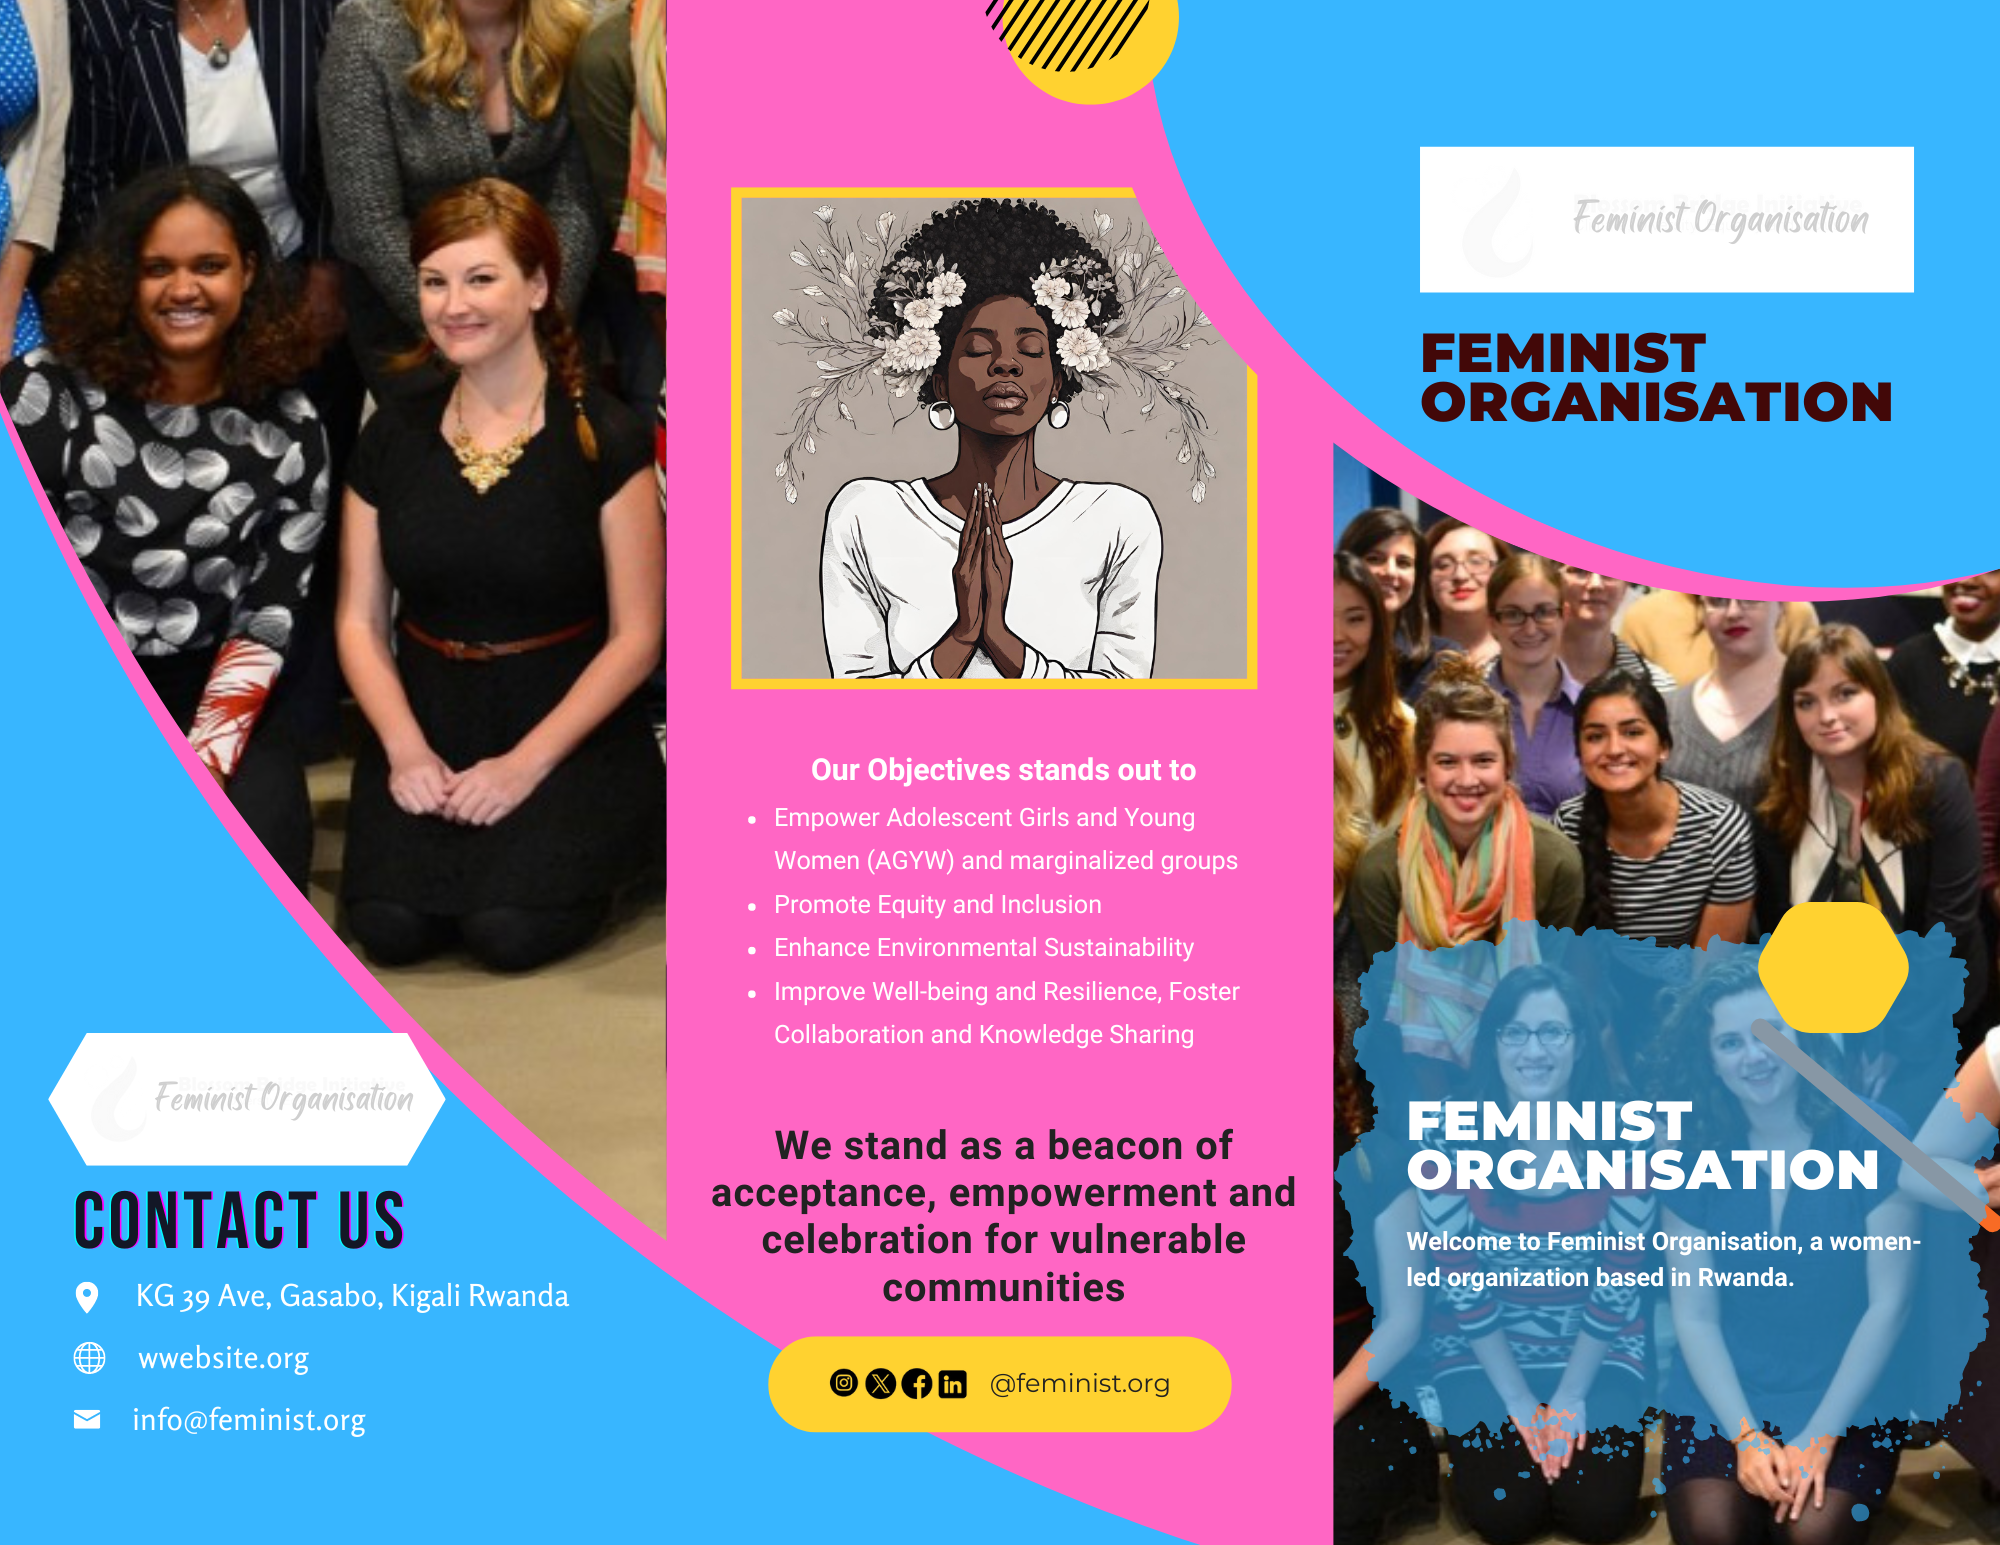 Feminist Organisation
CONTACT US
KG 39 Ave, Gasabo, Kigali Rwanda
wwebsite.org
info@feminist.org
Our Objectives stands out to
• Empower Adolescent Girls and Young
Women (AGYW) and marginalized groups
• Promote Equity and Inclusion
• Enhance Environmental Sustainability
• Improve Well-being and Resilience, Foster
Collaboration and Knowledge Sharing
We stand as a beacon of
acceptance, empowerment and
celebration for vulnerable
communities
@feminist.org
Feminist Organisation
FEMINIST
ORGANISATION
FEMINIST
ORGANISATION
Welcome to Feminist Organisation, a women-
led organization based in Rwanda.